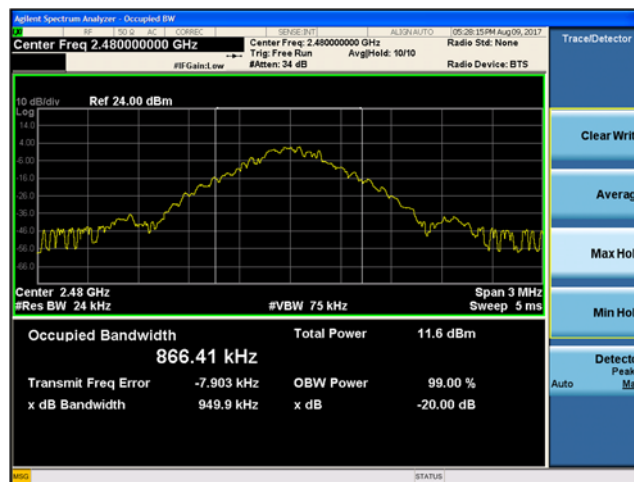 Agilent Spectrum Analyzer - Occupied BW
RF 50 Ω AC CORREC SENSE:INT ALIGN AUTO 05:28:15 PM Aug 09, 2017
Center Freq 2.480000000 GHz Center Freq: 2.480000000 GHz Radio Std: None
Trig: Free Run Avg|Hold: 10/10
#IFGain:Low #Atten: 34 dB Radio Device: BTS
Trace/Detector
10 dB/div Ref 24.00 dBm
Log
14.0
4.00
-6.00
-16.0
-26.0
-36.0
-46.0
-56.0
-66.0
Center 2.48 GHz Span 3 MHz
#Res BW 24 kHz #VBW 75 kHz Sweep 5 ms
Occupied Bandwidth Total Power 11.6 dBm
866.41 kHz
Transmit Freq Error -7.903 kHz OBW Power 99.00 %
x dB Bandwidth 949.9 kHz x dB -20.00 dB
Clear Writ
Averag
Max Hol
Min Hol
Detecto
Peak
Auto Ma
MSG STATUS